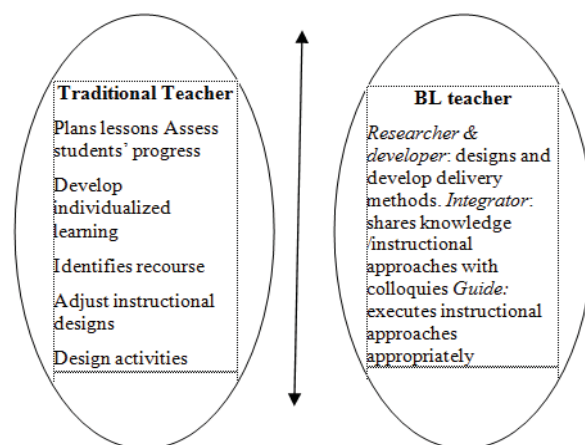 Traditional Teacher
Plans lessons Assess
students' progress
Develop
individualized
learning
Identifies recourse
Adjust instructional
designs
Design activities
BL teacher
Researcher &
developer: designs and
develop delivery
methods. Integrator:
shares knowledge
/instructional
approaches with
colloquies Guide:
executes instructional
approaches
appropriately